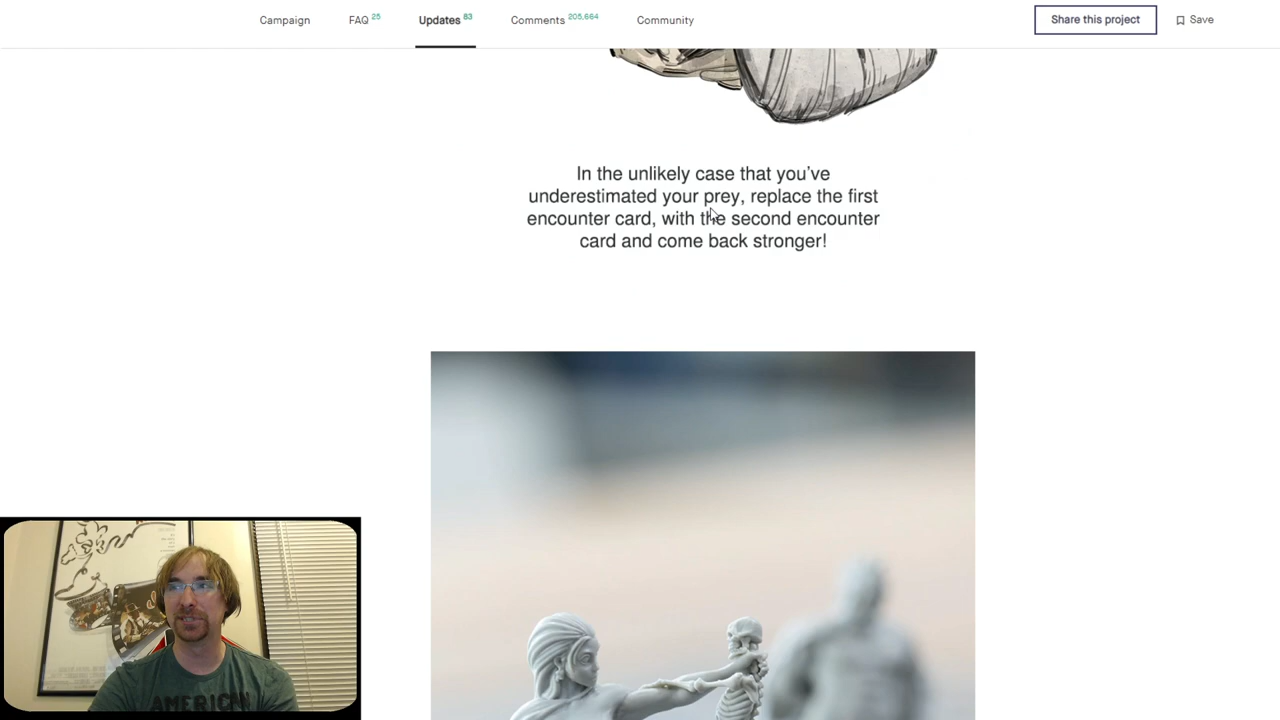 Campaign FAQ 25 Updates 83 Comments 205,664 Community Share this project Save
In the unlikely case that you've
underestimated your prey, replace the first
encounter card, with the second encounter
card and come back stronger!
AMERICAN